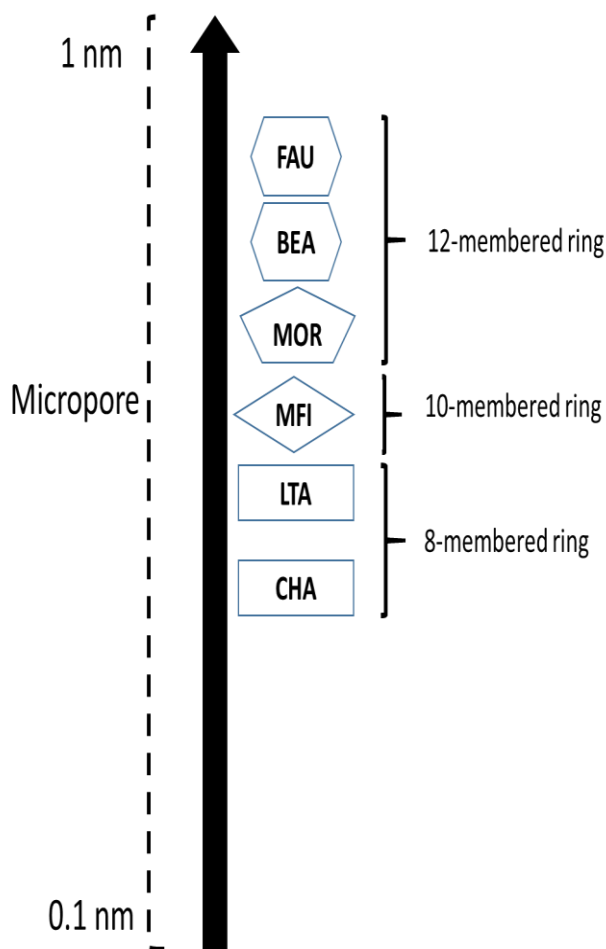 1 nm
FAU
BEA
12-membered ring
MOR
Micropore
MFI
10-membered ring
LTA
8-membered ring
CHA
0.1 nm